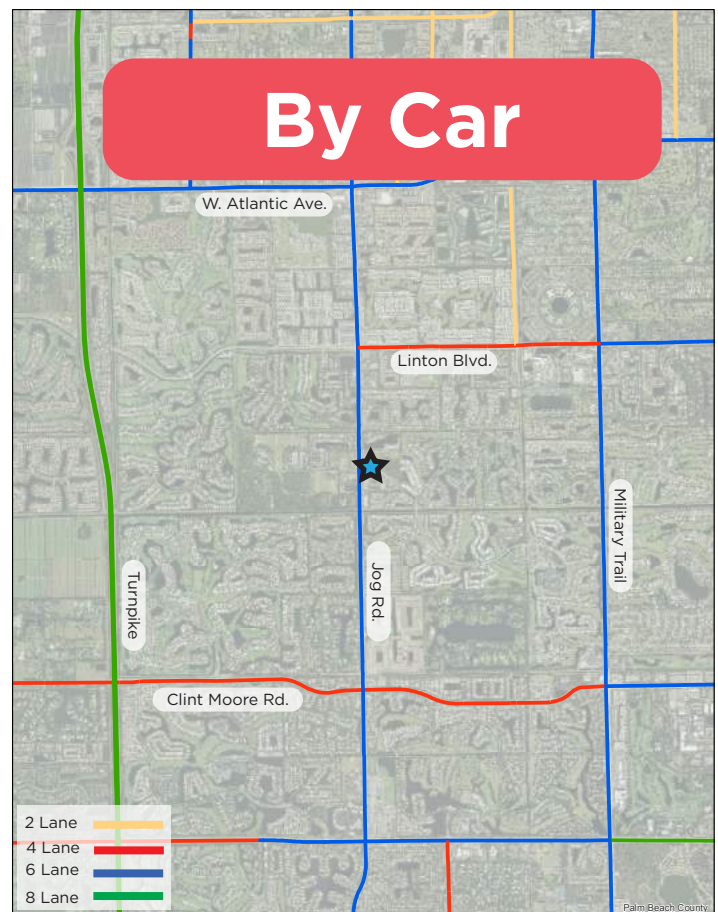 By Car
W. Atlantic Ave.
Linton Blvd.
Military Trail
Jog Rd.
Turnpike
Clint Moore Rd.
2 Lane
4 Lane
6 Lane
8 Lane
Palm Beach County